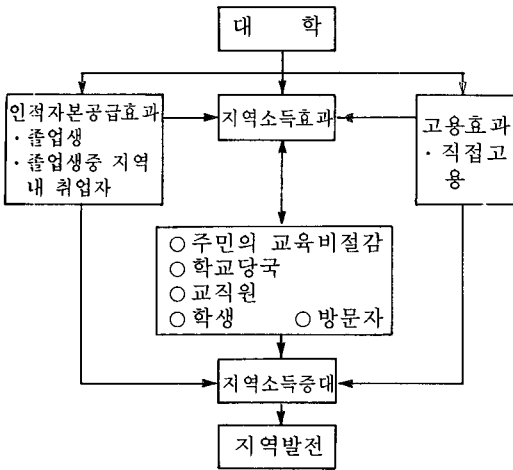 대 학
인적자본공급효과
· 졸업생
· 졸업생중 지역
내 취업자
지역소득효과
고용효과
· 직접고
용
○ 주민의 교육비절감
○ 학교당국
○ 교직원
○ 학생 ○ 방문자
지역소득증대
지역발전